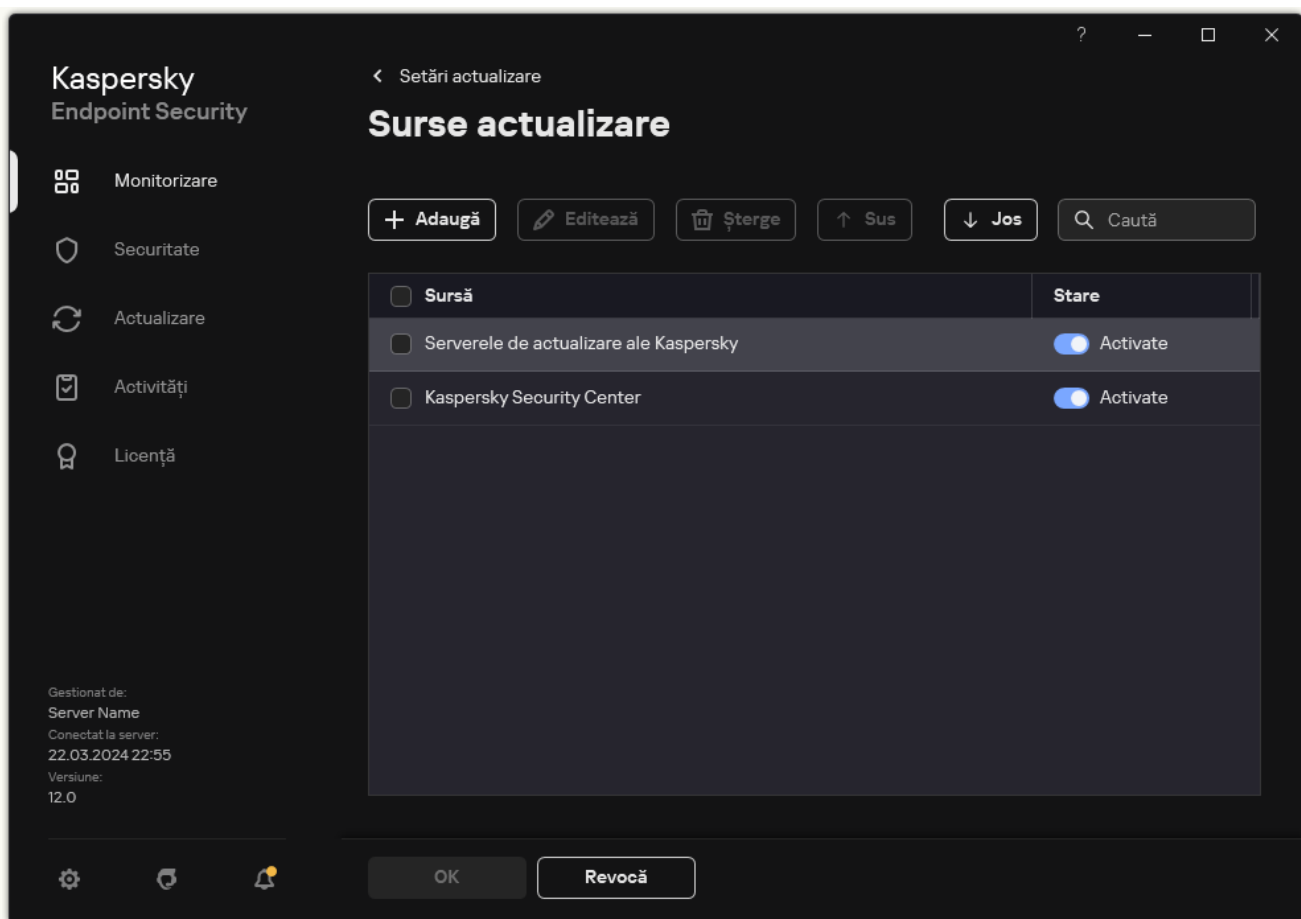 ?
Kaspersky
Endpoint Security
Setări actualizare
Surse actualizare
Monitorizare
Securitate
Actualizare
Activități
Licență
Adaugă
Editează
Șterge
Sus
Jos
Caută
Sursă
Stare
Serverele de actualizare ale Kaspersky
Activate
Kaspersky Security Center
Activate
Gestionat de:
Server Name
Conectat la server:
22.03.2024 22:55
Versiune:
12.0
OK
Revocă